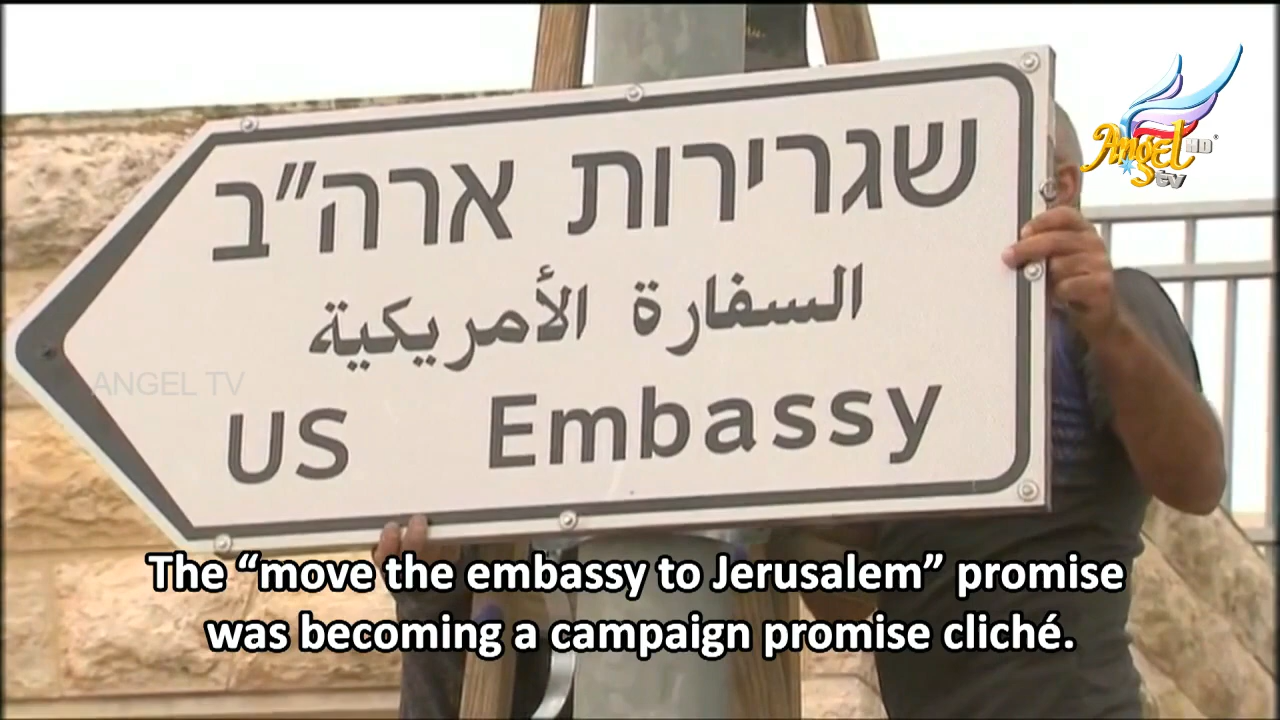 שגרירות ארה"ב
السفارة الأمريكية
US Embassy
Angel HD
tv
ANGEL TV
The “move the embassy to Jerusalem” promise
was becoming a campaign promise cliché.